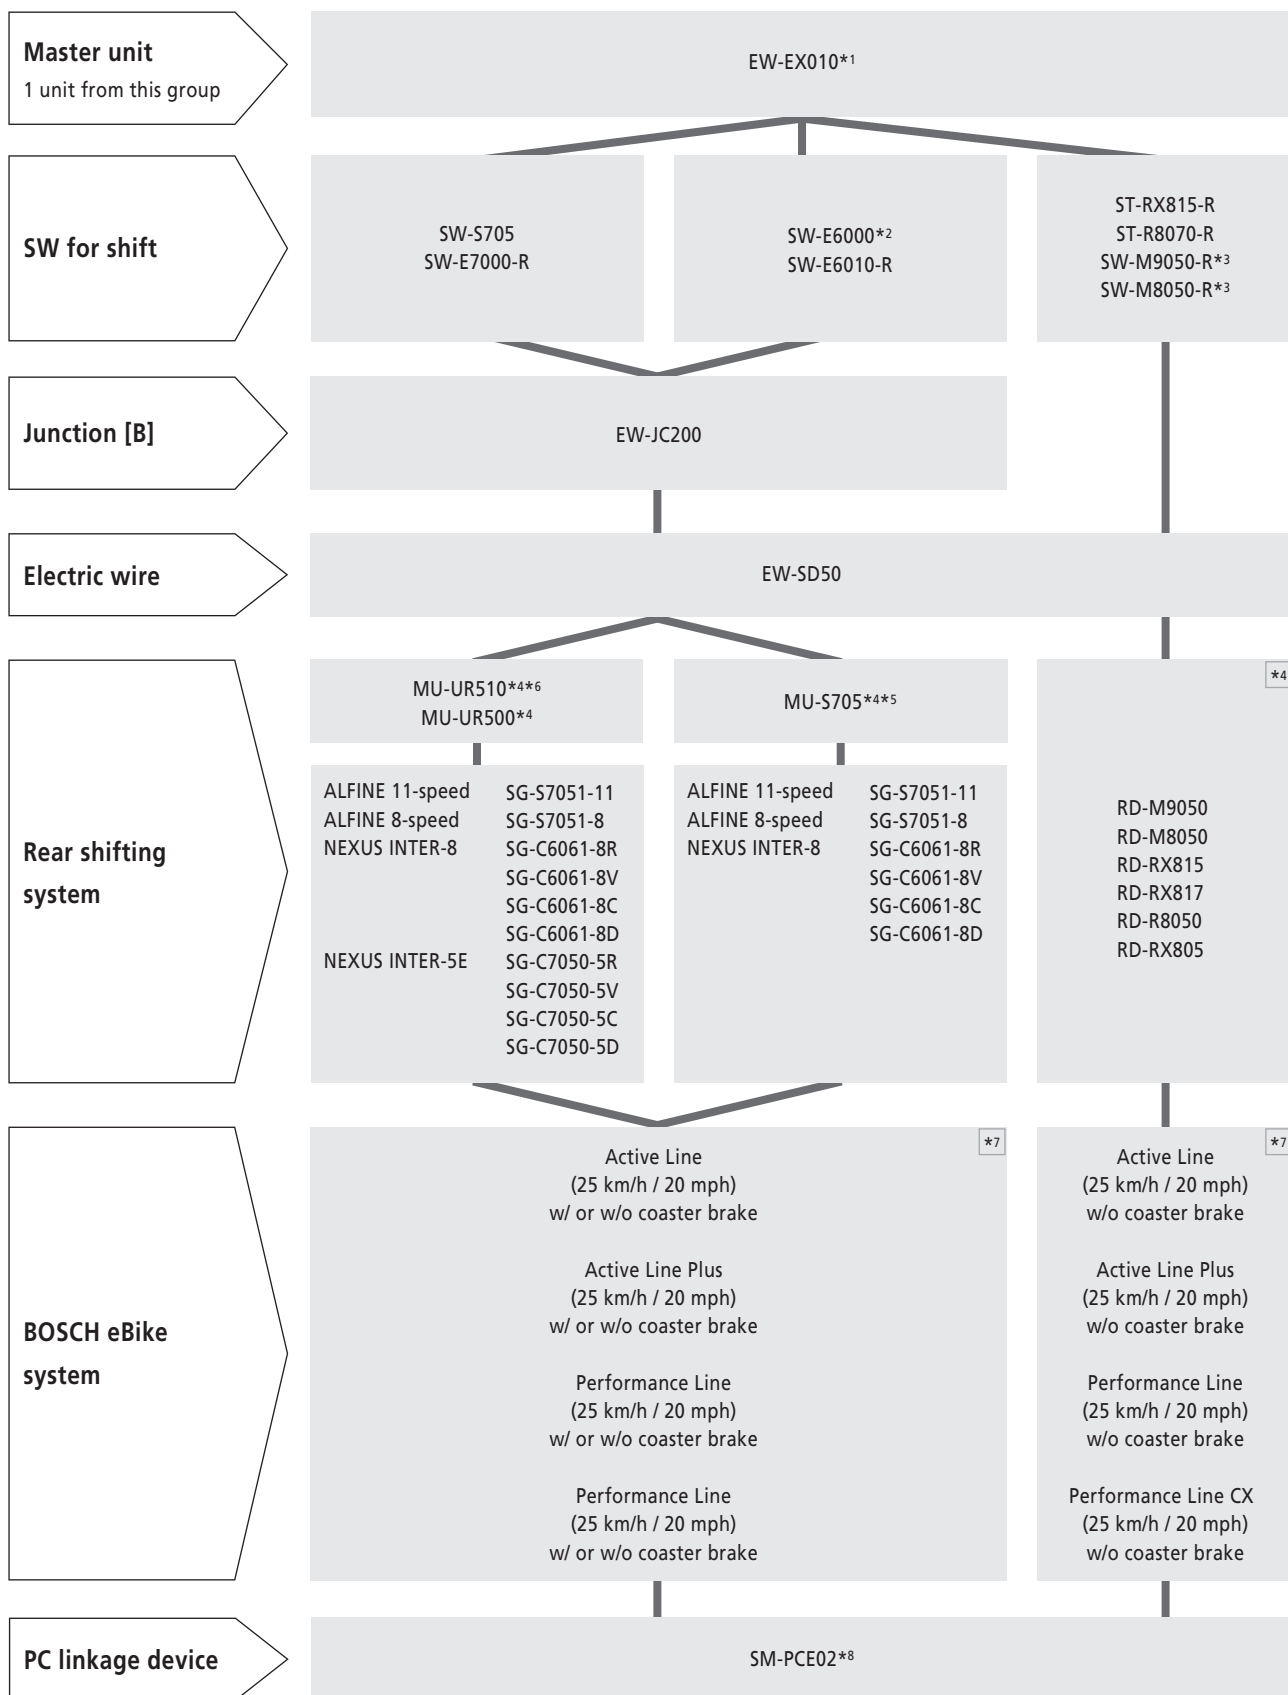 Master unit
1 unit from this group
EW-EX010*1
SW for shift
SW-S705
SW-E7000-R
SW-E6000*2
SW-E6010-R
ST-RX815-R
ST-R8070-R
SW-M9050-R*3
SW-M8050-R*3
Junction [B]
EW-JC200
Electric wire
EW-SD50
Rear shifting
system
MU-UR510*4*6
MU-UR500*4
ALFINE 11-speed SG-S7051-11
ALFINE 8-speed SG-S7051-8
NEXUS INTER-8 SG-C6061-8R
SG-C6061-8V
SG-C6061-8C
SG-C6061-8D
NEXUS INTER-5E SG-C7050-5R
SG-C7050-5V
SG-C7050-5C
SG-C7050-5D
MU-S705*4*5
ALFINE 11-speed SG-S7051-11
ALFINE 8-speed SG-S7051-8
NEXUS INTER-8 SG-C6061-8R
SG-C6061-8V
SG-C6061-8C
SG-C6061-8D
*4
RD-M9050
RD-M8050
RD-RX815
RD-RX817
RD-R8050
RD-RX805
BOSCH eBike
system
*7
Active Line
(25 km/h / 20 mph)
w/ or w/o coaster brake
Active Line Plus
(25 km/h / 20 mph)
w/ or w/o coaster brake
Performance Line
(25 km/h / 20 mph)
w/ or w/o coaster brake
Performance Line
(25 km/h / 20 mph)
w/ or w/o coaster brake
*7
Active Line
(25 km/h / 20 mph)
w/o coaster brake
Active Line Plus
(25 km/h / 20 mph)
w/o coaster brake
Performance Line
(25 km/h / 20 mph)
w/o coaster brake
Performance Line CX
(25 km/h / 20 mph)
w/o coaster brake
PC linkage device
SM-PCE02*8